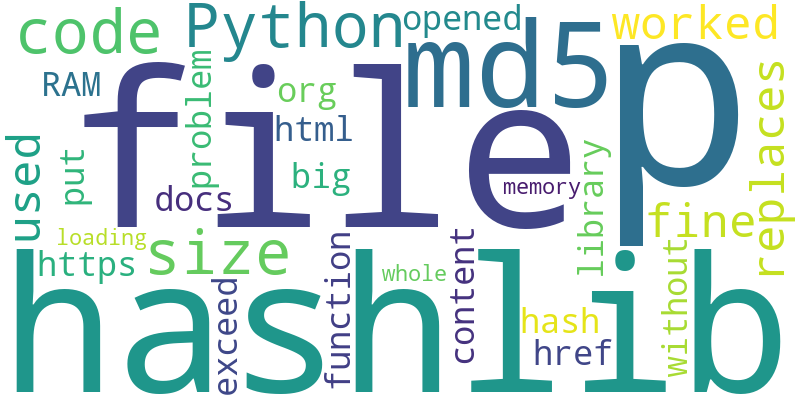 code
Python
opened
worked
md5
p
RAM
problem
org
file
html
replaces
used
put
docs
big
memory
library
fine
loading
https
size
function
whole
content
without
hashlib
exceed
hash
href